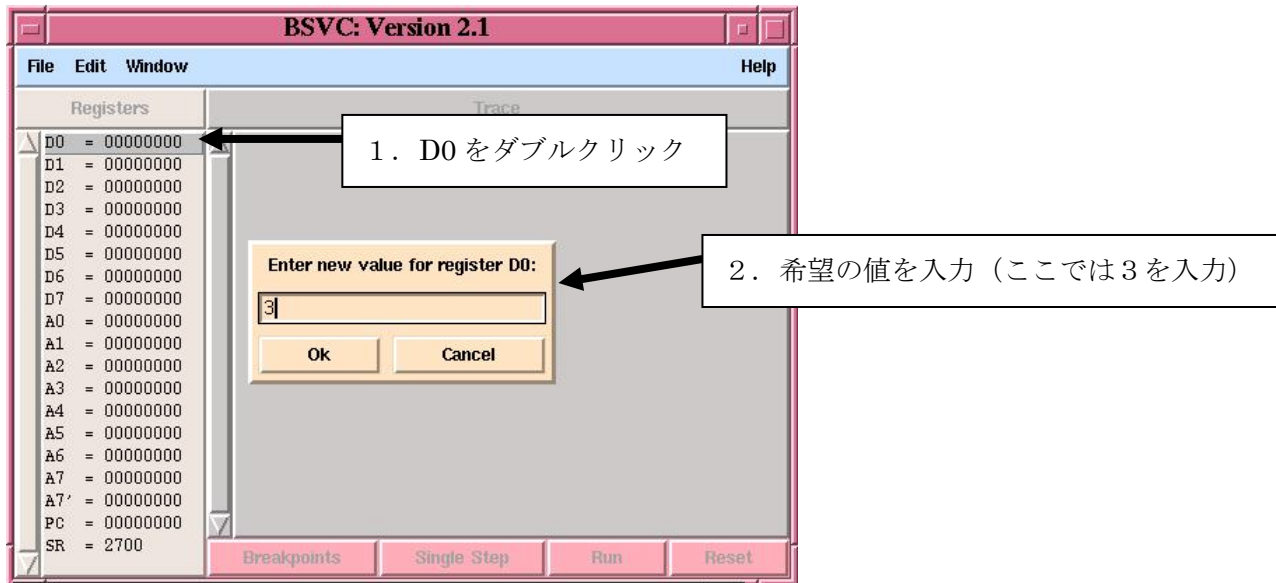 BSVC: Version 2.1
File Edit Window Help
Registers Trace
D0 = 00000000
１．D0 をダブルクリック
D1 = 00000000
D2 = 00000000
D3 = 00000000
D4 = 00000000
D5 = 00000000
D6 = 00000000
D7 = 00000000
A0 = 00000000
A1 = 00000000
A2 = 00000000
A3 = 00000000
A4 = 00000000
A5 = 00000000
A6 = 00000000
A7 = 00000000
A7' = 00000000
PC = 00000000
SR = 2700
Enter new value for register D0:
3
Ok Cancel
２．希望の値を入力（ここでは３を入力）
Breakpoints Single Step Run Reset